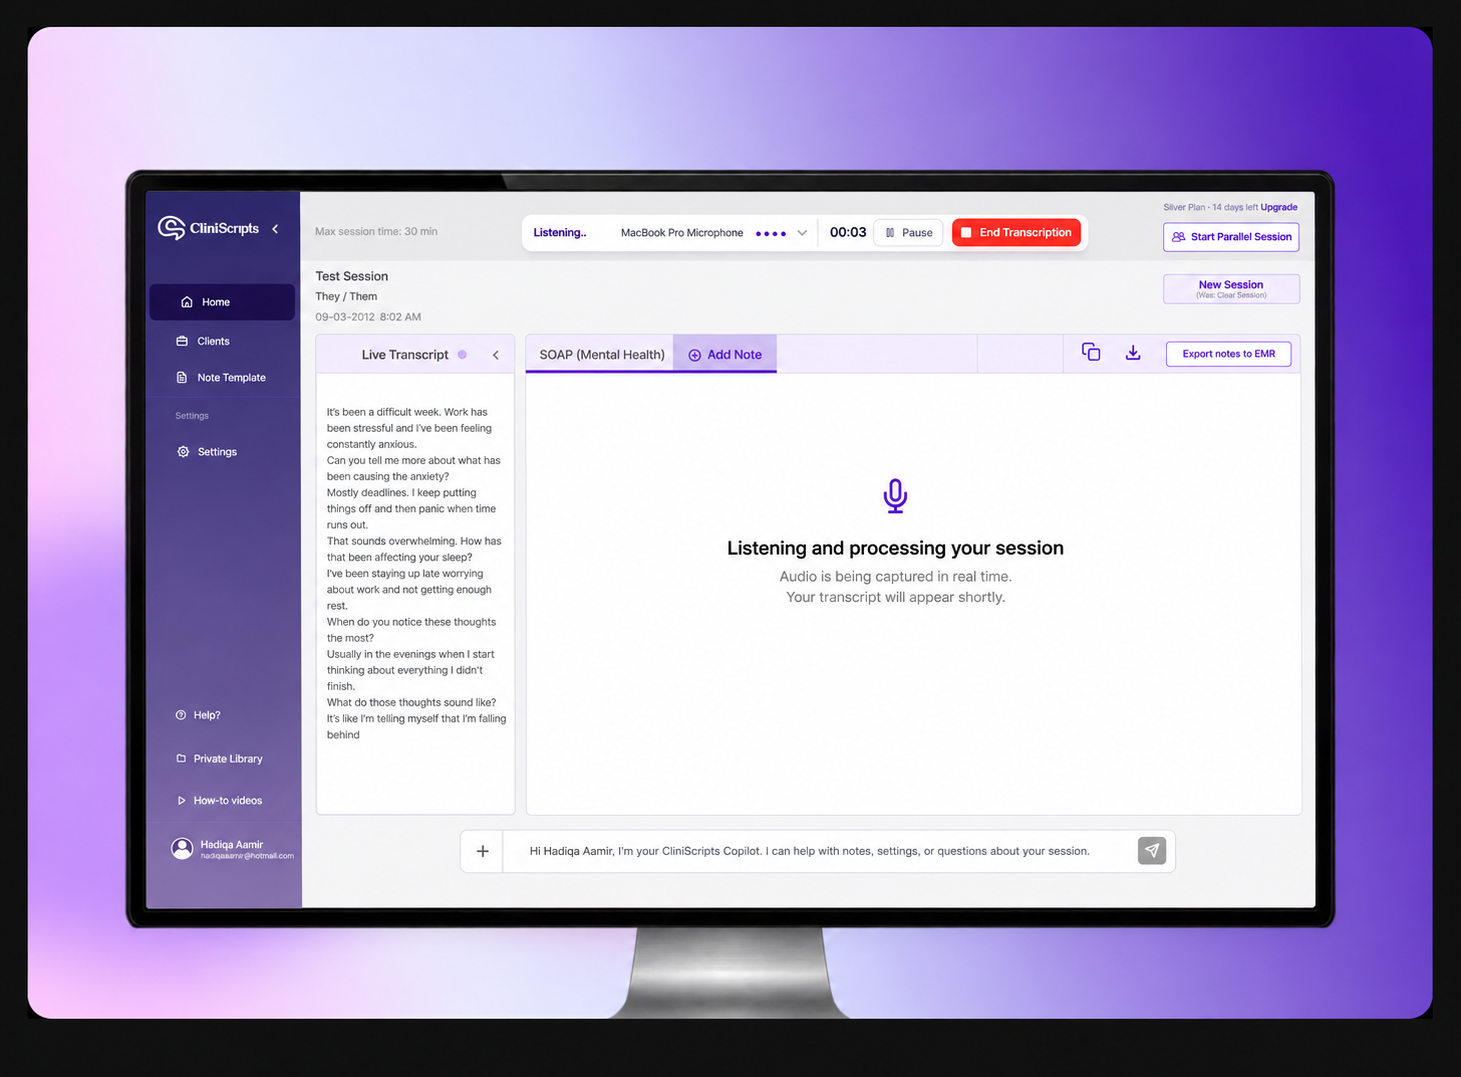 CliniScripts
Home
Clients
Note Template
Settings
Settings
Help?
Private Library
How-to videos
Hadiqa Aamir
hadiqaaamir@hotmail.com
Max session time: 30 min
Listening..
MacBook Pro Microphone
00:03
Pause
End Transcription
Silver Plan · 14 days left Upgrade
Start Parallel Session
Test Session
They / Them
09-03-2012 8:02 AM
New Session
(Was: Clear Session)
Live Transcript
It's been a difficult week. Work has
been stressful and I've been feeling
constantly anxious.
Can you tell me more about what has
been causing the anxiety?
Mostly deadlines. I keep putting
things off and then panic when time
runs out.
That sounds overwhelming. How has
that been affecting your sleep?
I've been staying up late worrying
about work and not getting enough
rest.
When do you notice these thoughts
the most?
Usually in the evenings when I start
thinking about everything I didn't
finish.
What do those thoughts sound like?
It's like I'm telling myself that I'm falling
behind
SOAP (Mental Health)
Add Note
Export notes to EMR
Listening and processing your session
Audio is being captured in real time.
Your transcript will appear shortly.
Hi Hadiqa Aamir, I'm your CliniScripts Copilot. I can help with notes, settings, or questions about your session.